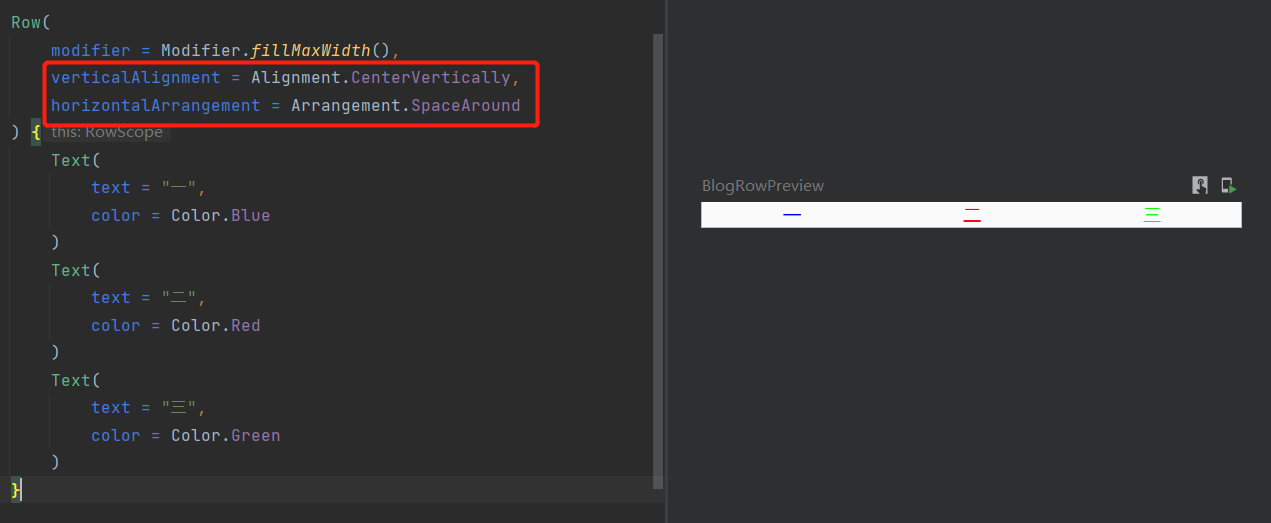 Row(
modifier = Modifier.fillMaxWidth(),
verticalAlignment = Alignment.CenterVertically,
horizontalArrangement = Arrangement.SpaceAround
) { this: RowScope
Text(
text = "一",
color = Color.Blue
)
Text(
text = "二",
color = Color.Red
)
Text(
text = "三",
color = Color.Green
)
}
BlogRowPreview
一 二 三